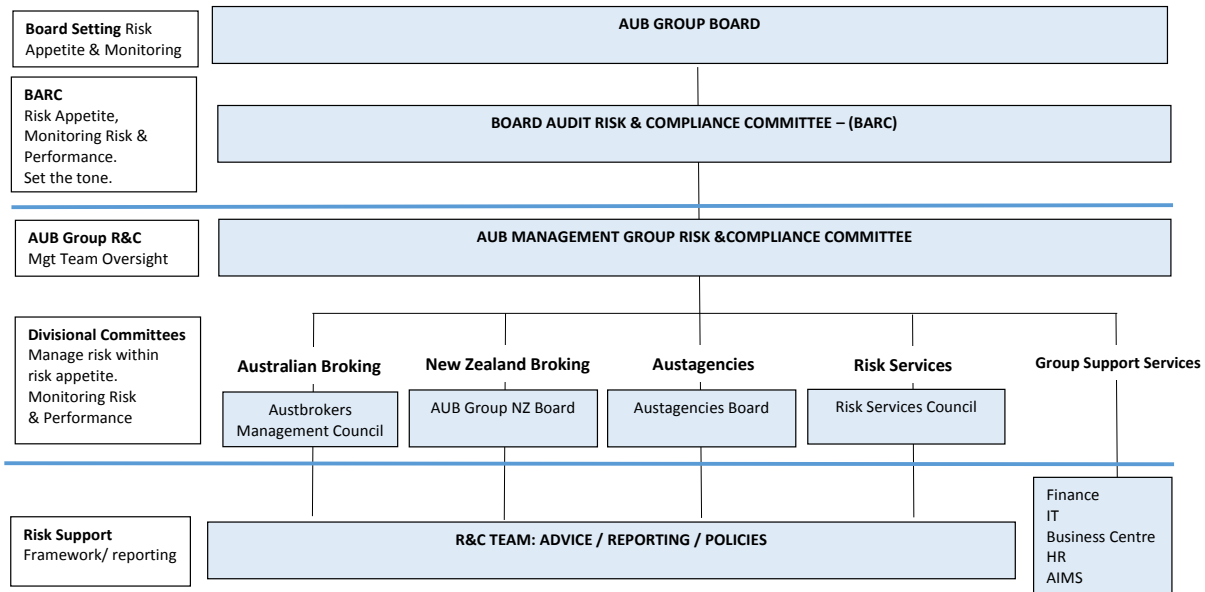 Board Setting Risk
Appetite & Monitoring
AUB GROUP BOARD
BARC
Risk Appetite,
Monitoring Risk &
Performance.
Set the tone.
BOARD AUDIT RISK & COMPLIANCE COMMITTEE – (BARC)
AUB Group R&C
Mgt Team Oversight
AUB MANAGEMENT GROUP RISK &COMPLIANCE COMMITTEE
Divisional Committees
Manage risk within
risk appetite.
Monitoring Risk
& Performance
Australian Broking
Austbrokers
Management Council
New Zealand Broking
AUB Group NZ Board
Austagencies
Austagencies Board
Risk Services
Risk Services Council
Group Support Services
Risk Support
Framework/ reporting
R&C TEAM: ADVICE / REPORTING / POLICIES
Finance
IT
Business Centre
HR
AIMS